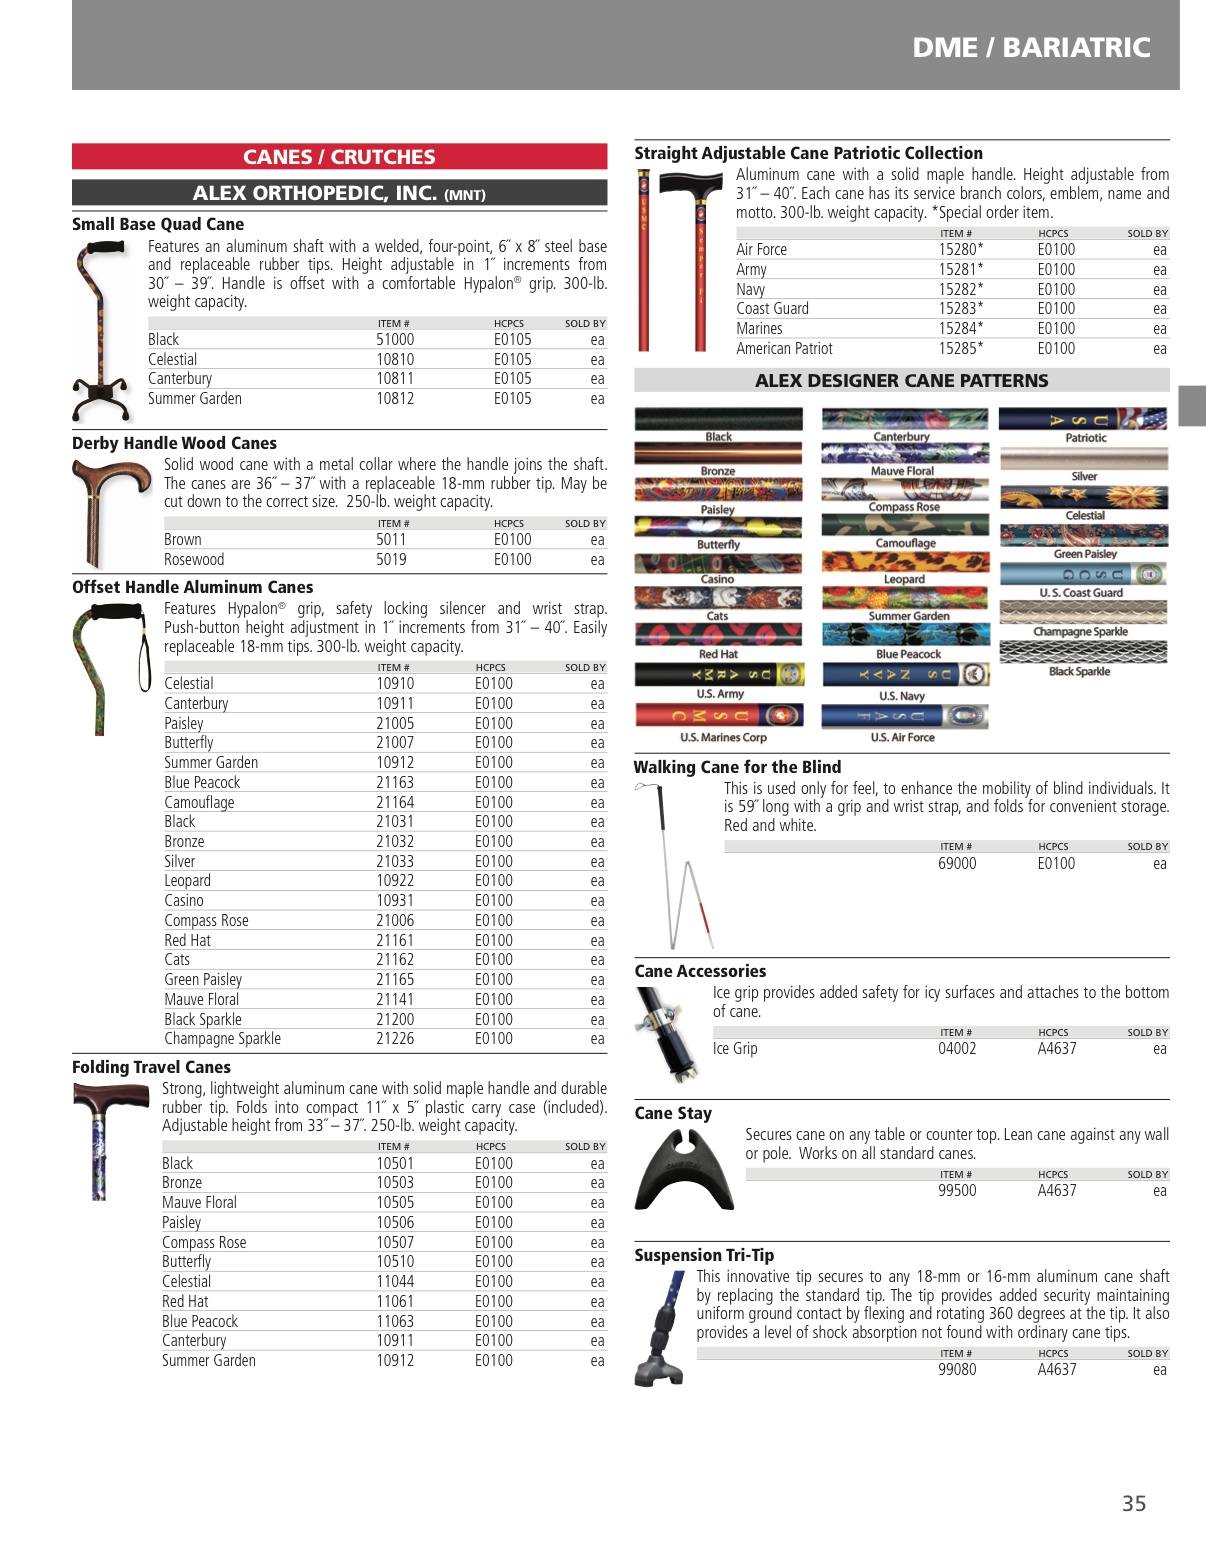 DME / BARIATRIC
CANES / CRUTCHES
ALEX ORTHOPEDIC, INC. (MNT)
Small Base Quad Cane
Features an aluminum shaft with a welded, four-point, 6˝ x 8˝ steel base
and replaceable rubber tips. Height adjustable in 1˝ increments from
30˝ – 39˝. Handle is offset with a comfortable Hypalon® grip. 300-lb.
weight capacity.
ITEM # HCPCS SOLD BY
Black 51000 E0105 ea
Celestial 10810 E0105 ea
Canterbury 10811 E0105 ea
Summer Garden 10812 E0105 ea
Derby Handle Wood Canes
Solid wood cane with a metal collar where the handle joins the shaft.
The canes are 36˝ – 37˝ with a replaceable 18-mm rubber tip. May be
cut down to the correct size. 250-lb. weight capacity.
ITEM # HCPCS SOLD BY
Brown 5011 E0100 ea
Rosewood 5019 E0100 ea
Offset Handle Aluminum Canes
Features Hypalon® grip, safety locking silencer and wrist strap.
Push-button height adjustment in 1˝ increments from 31˝ – 40˝. Easily
replaceable 18-mm tips. 300-lb. weight capacity.
ITEM # HCPCS SOLD BY
Celestial 10910 E0100 ea
Canterbury 10911 E0100 ea
Paisley 21005 E0100 ea
Butterfly 21007 E0100 ea
Summer Garden 10912 E0100 ea
Blue Peacock 21163 E0100 ea
Camouflage 21164 E0100 ea
Black 21031 E0100 ea
Bronze 21032 E0100 ea
Silver 21033 E0100 ea
Leopard 10922 E0100 ea
Casino 10931 E0100 ea
Compass Rose 21006 E0100 ea
Red Hat 21161 E0100 ea
Cats 21162 E0100 ea
Green Paisley 21165 E0100 ea
Mauve Floral 21141 E0100 ea
Black Sparkle 21200 E0100 ea
Champagne Sparkle 21226 E0100 ea
Folding Travel Canes
Strong, lightweight aluminum cane with solid maple handle and durable
rubber tip. Folds into compact 11˝ x 5˝ plastic carry case (included).
Adjustable height from 33˝ – 37˝. 250-lb. weight capacity.
ITEM # HCPCS SOLD BY
Black 10501 E0100 ea
Bronze 10503 E0100 ea
Mauve Floral 10505 E0100 ea
Paisley 10506 E0100 ea
Compass Rose 10507 E0100 ea
Butterfly 10510 E0100 ea
Celestial 11044 E0100 ea
Red Hat 11061 E0100 ea
Blue Peacock 11063 E0100 ea
Canterbury 10911 E0100 ea
Summer Garden 10912 E0100 ea
Straight Adjustable Cane Patriotic Collection
Aluminum cane with a solid maple handle. Height adjustable from
31˝ – 40˝. Each cane has its service branch colors, emblem, name and
motto. 300-lb. weight capacity. *Special order item.
USMC
Semper Fi
ITEM # HCPCS SOLD BY
Air Force 15280* E0100 ea
Army 15281* E0100 ea
Navy 15282* E0100 ea
Coast Guard 15283* E0100 ea
Marines 15284* E0100 ea
American Patriot 15285* E0100 ea
ALEX DESIGNER CANE PATTERNS
Black
Bronze
Paisley
Butterfly
Casino
Cats
Red Hat
US ARMY
U.S. Army
USMC
U.S. Marines Corp
Canterbury
Mauve Floral
Compass Rose
Camouflage
Leopard
Summer Garden
Blue Peacock
US NAVY
U.S. Navy
USAF
U.S. Air Force
USA
Patriotic
Silver
Celestial
Green Paisley
USCG
U. S. Coast Guard
Champagne Sparkle
Black Sparkle
Walking Cane for the Blind
This is used only for feel, to enhance the mobility of blind individuals. It
is 59˝ long with a grip and wrist strap, and folds for convenient storage.
Red and white.
ITEM # HCPCS SOLD BY
69000 E0100 ea
Cane Accessories
Ice grip provides added safety for icy surfaces and attaches to the bottom
of cane.
ITEM # HCPCS SOLD BY
Ice Grip 04002 A4637 ea
Cane Stay
Secures cane on any table or counter top. Lean cane against any wall
or pole. Works on all standard canes.
ITEM # HCPCS SOLD BY
99500 A4637 ea
Suspension Tri-Tip
This innovative tip secures to any 18-mm or 16-mm aluminum cane shaft
by replacing the standard tip. The tip provides added security maintaining
uniform ground contact by flexing and rotating 360 degrees at the tip. It also
provides a level of shock absorption not found with ordinary cane tips.
ITEM # HCPCS SOLD BY
99080 A4637 ea
35